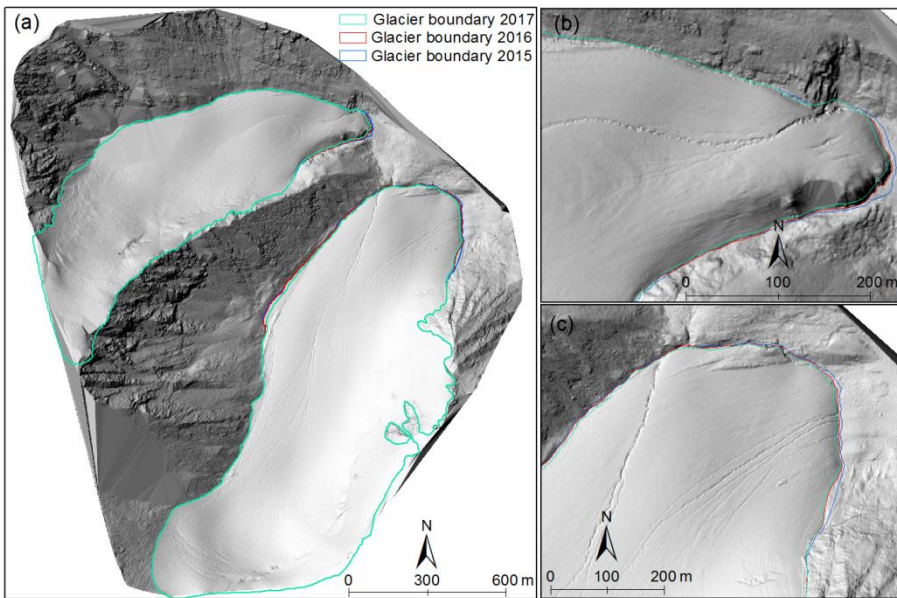 (a)
Glacier boundary 2017
Glacier boundary 2016
Glacier boundary 2015
N
0 300 600 m
(b)
N
0 100 200 m
(c)
N
0 100 200 m